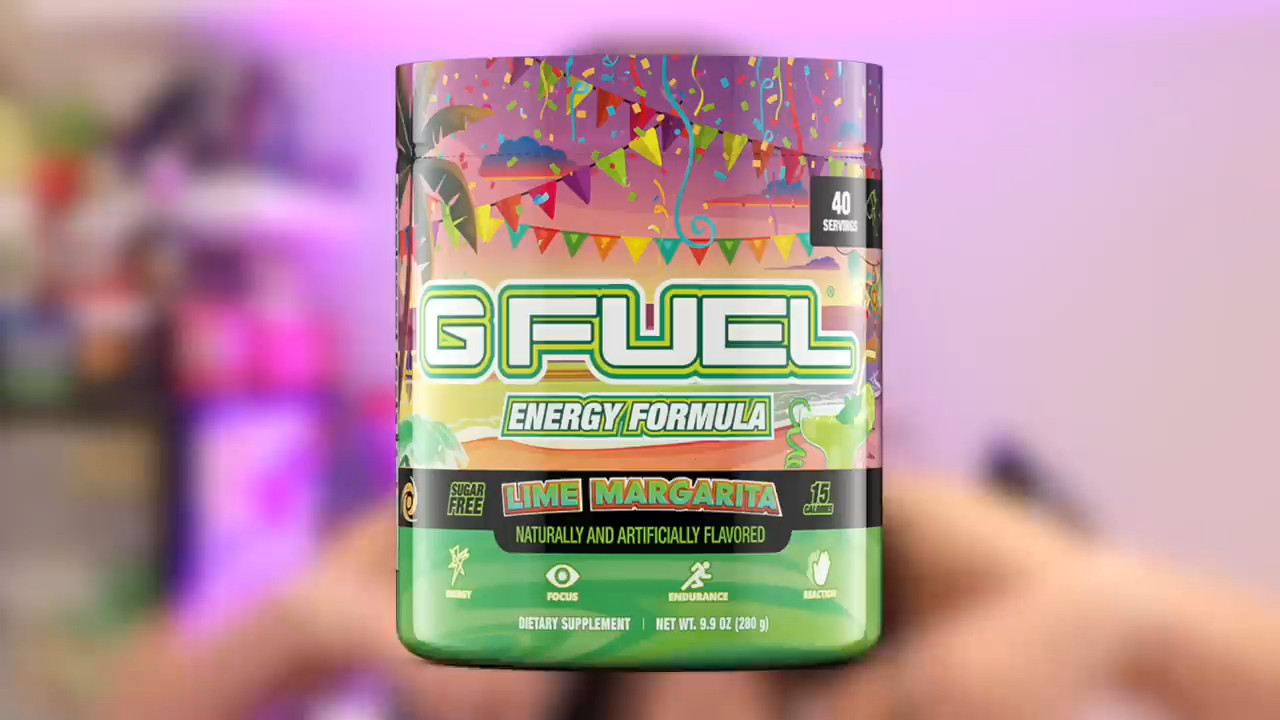 40
SERVINGS
G FUEL®
ENERGY FORMULA
SUGAR
FREE
LIME MARGARITA
15
CALORIES
NATURALLY AND ARTIFICIALLY FLAVORED
ENERGY
FOCUS
ENDURANCE
REACTION
DIETARY SUPPLEMENT | NET WT. 9.9 OZ (280 g)